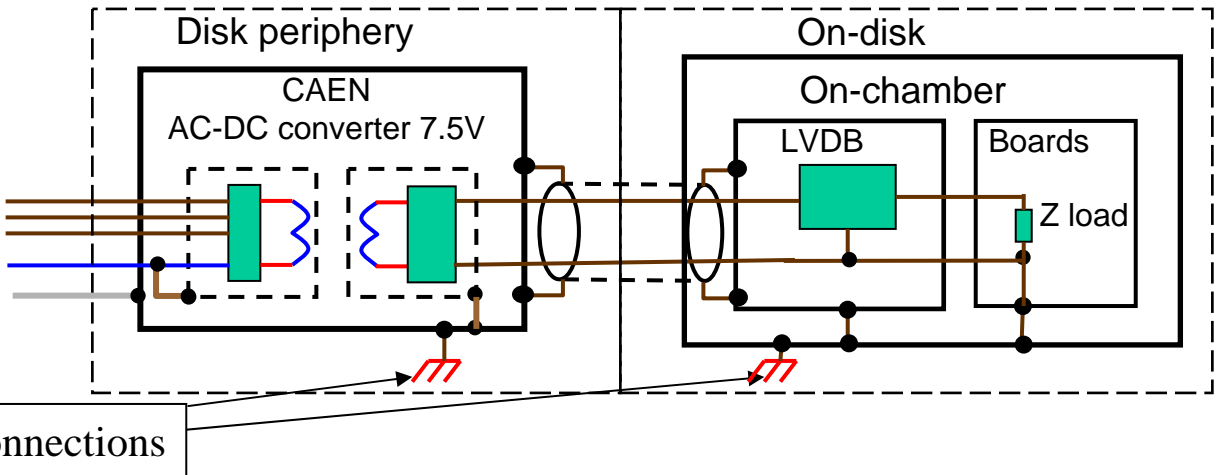 Disk periphery
On-disk
CAEN
AC-DC converter 7.5V
On-chamber
LVDB
Boards
Z load
onnections